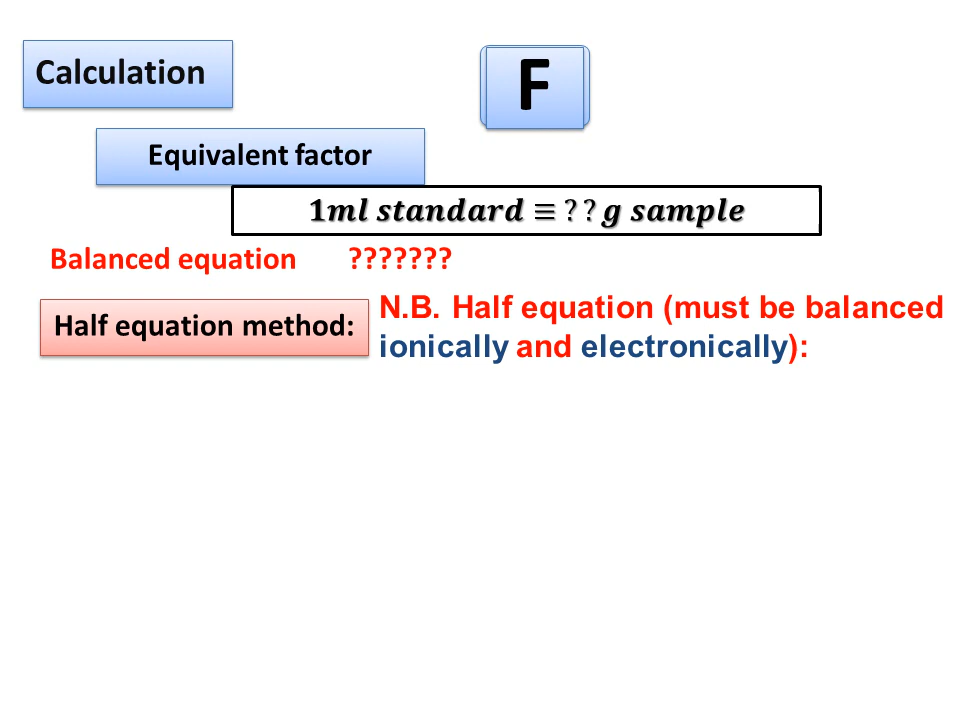 Calculation
F
Equivalent factor
1ml standard ≡ ? ? g sample
Balanced equation ???????
Half equation method:
N.B. Half equation (must be balanced
ionically and electronically):